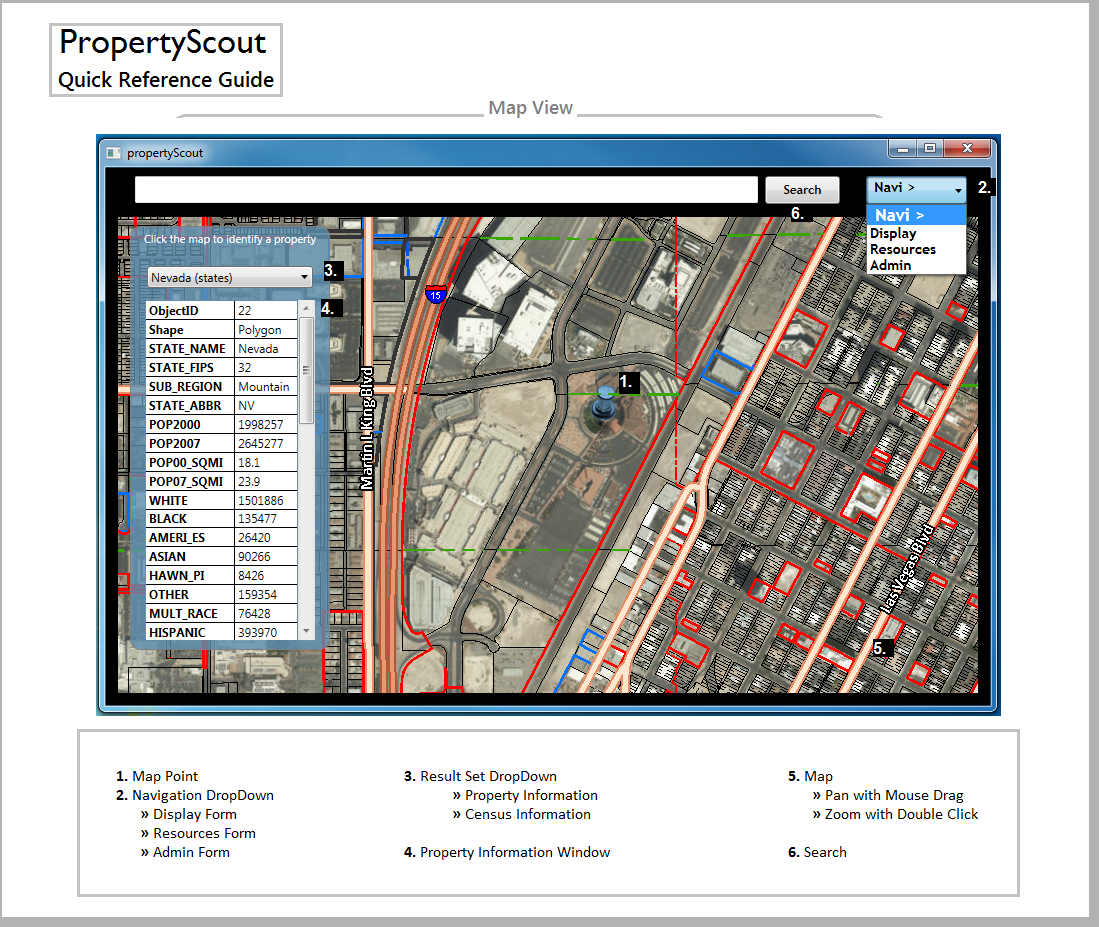 PropertyScout
Quick Reference Guide
Map View
propertyScout
Search
Navi >
2.
6.
Navi >
Display
Resources
Admin
Click the map to identify a property
Nevada (states)
3.
4.
ObjectID 22
Shape Polygon
STATE_NAME Nevada
STATE_FIPS 32
SUB_REGION Mountain
STATE_ABBR NV
POP2000 1998257
POP2007 2645277
POP00_SQMI 18.1
POP07_SQMI 23.9
WHITE 1501886
BLACK 135477
AMERI_ES 26420
ASIAN 90266
HAWN_PI 8426
OTHER 159354
MULT_RACE 76428
HISPANIC 393970
15
1.
Martin L King Blvd
Las Vegas Blvd
5.
1. Map Point
2. Navigation DropDown
» Display Form
» Resources Form
» Admin Form
3. Result Set DropDown
» Property Information
» Census Information
4. Property Information Window
5. Map
» Pan with Mouse Drag
» Zoom with Double Click
6. Search